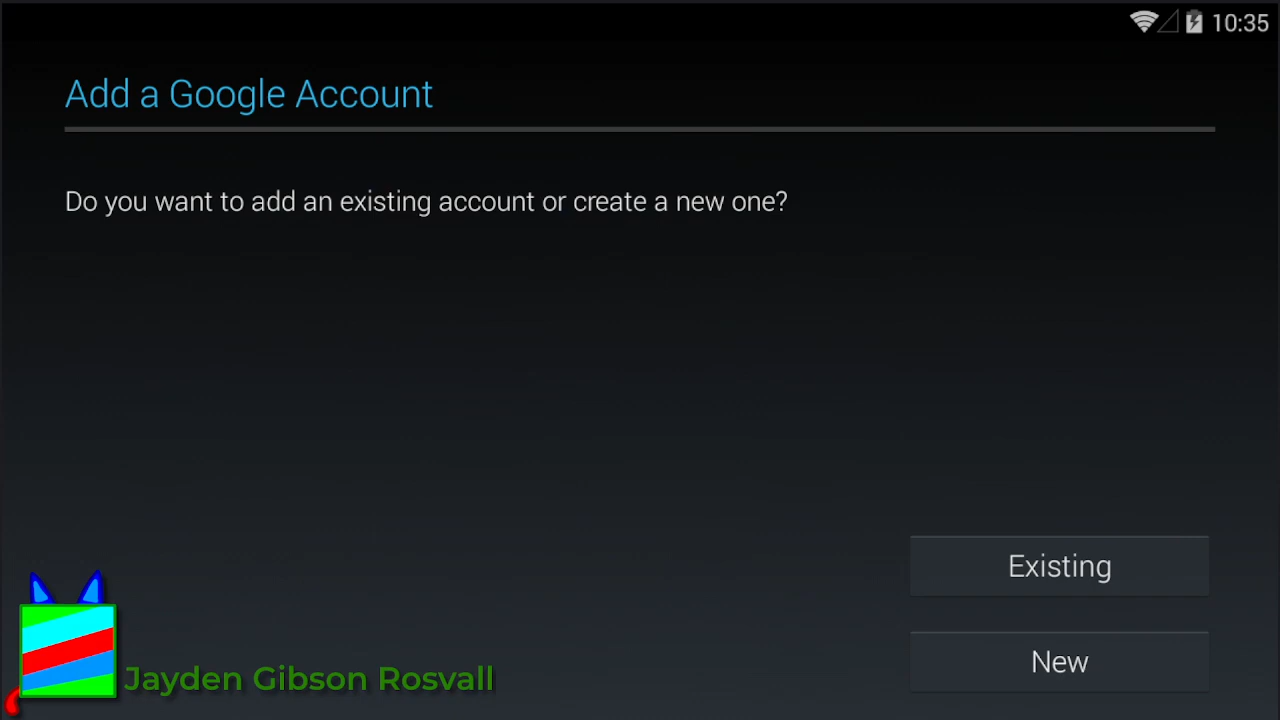 10:35
Add a Google Account
Do you want to add an existing account or create a new one?
Existing
New
Jayden Gibson Rosvall